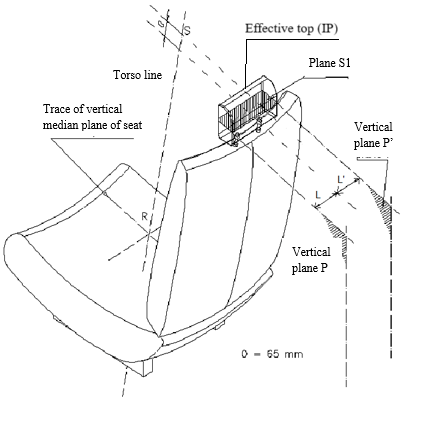 Effective top (IP)
S
Plane S1
Torso line
Trace of vertical
median plane of seat
Vertical
plane P'
L'
L
R
Vertical
plane P
= 65 mm